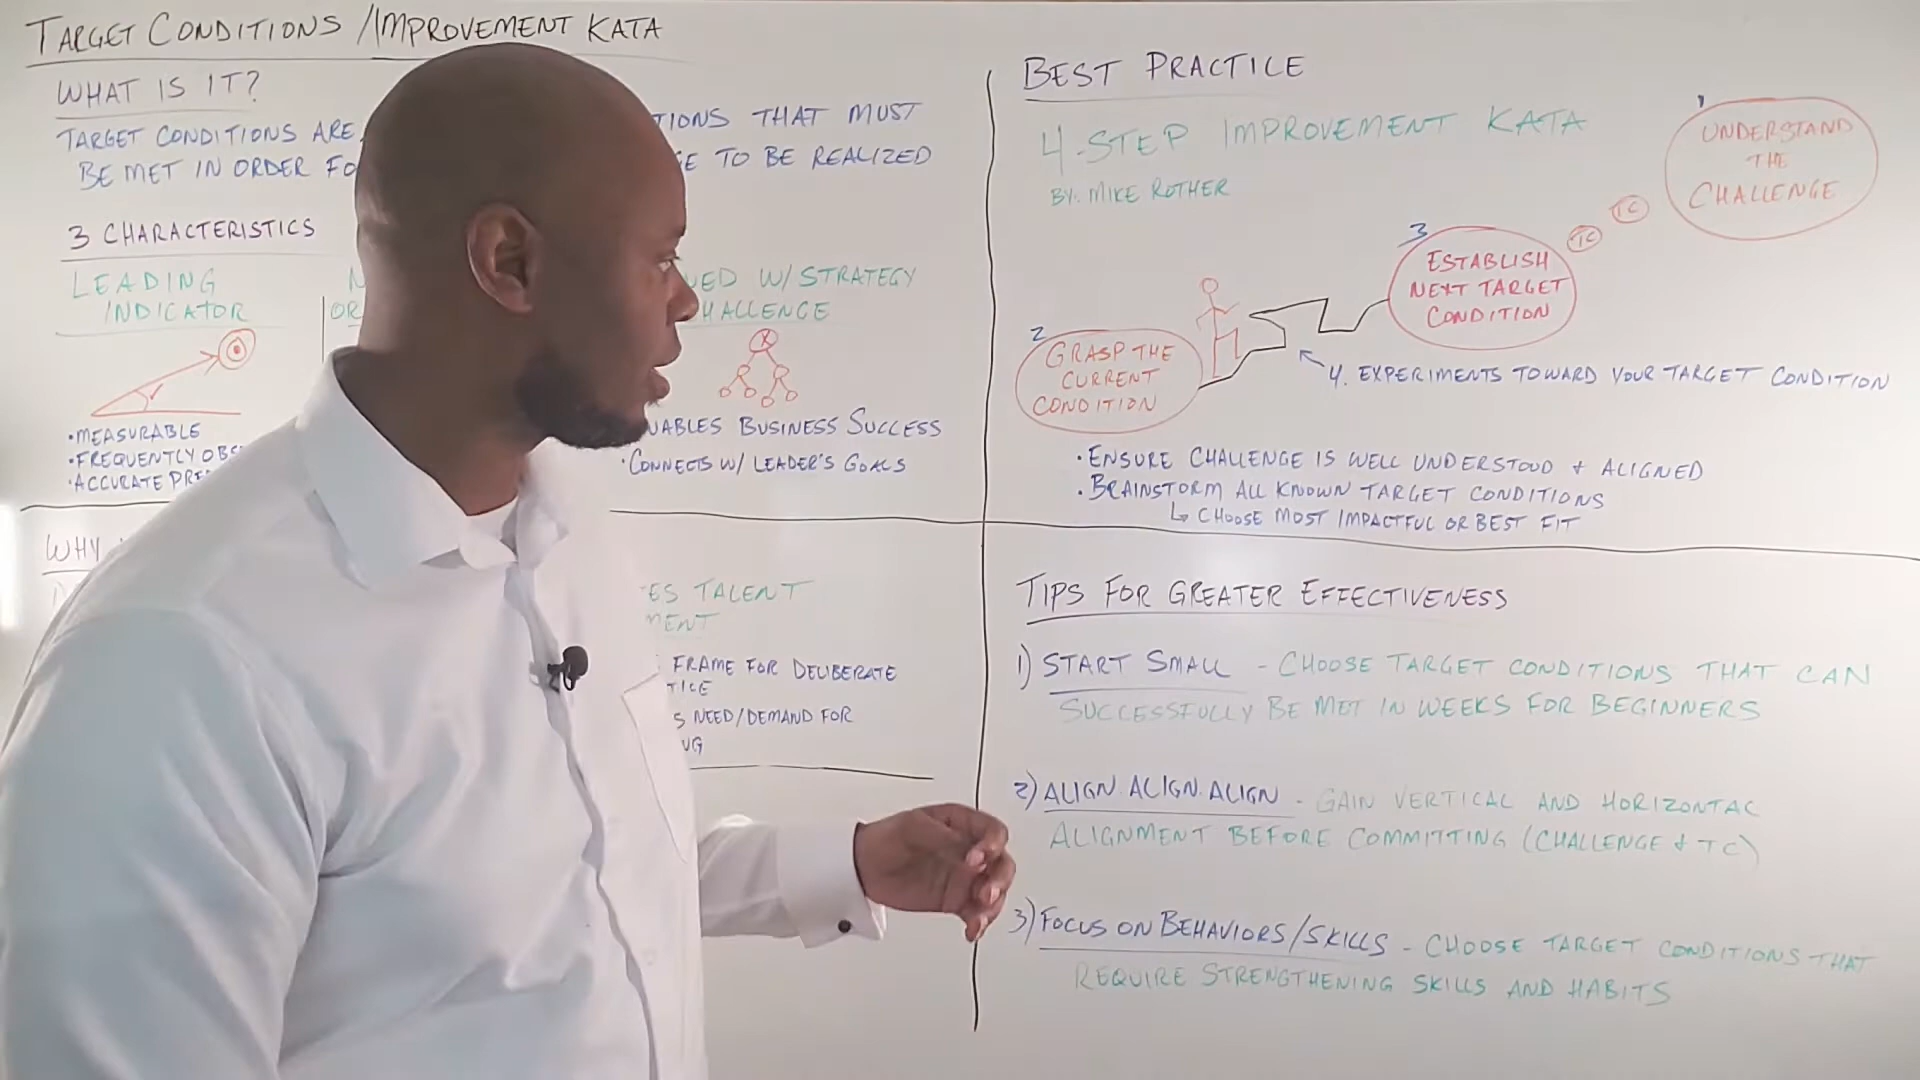 TARGET CONDITIONS / IMPROVEMENT KATA
WHAT IS IT?
TARGET CONDITIONS ARE
TIONS THAT MUST
BE MET IN ORDER FO
E TO BE REALIZED
3 CHARACTERISTICS
LEADING
INDICATOR
OR
NED W/ STRATEGY
HALLENGE
• MEASURABLE
• FREQUENTLY OBS
• ACCURATE PRE
NABLES BUSINESS SUCCESS
• CONNECTS W/ LEADER'S GOALS
WHY
ES TALENT
MENT
FRAME FOR DELIBERATE
TICE
S NEED/DEMAND FOR
NG
BEST PRACTICE
4-STEP IMPROVEMENT KATA
BY: MIKE ROTHER
1
UNDERSTAND
THE
CHALLENGE
TC
TC
3
ESTABLISH
NEXT TARGET
CONDITION
2
GRASP THE
CURRENT
CONDITION
4. EXPERIMENTS TOWARD YOUR TARGET CONDITION
• ENSURE CHALLENGE IS WELL UNDERSTOOD + ALIGNED
• BRAINSTORM ALL KNOWN TARGET CONDITIONS
↳ CHOOSE MOST IMPACTFUL OR BEST FIT
TIPS FOR GREATER EFFECTIVENESS
1) START SMALL - CHOOSE TARGET CONDITIONS THAT CAN
SUCCESSFULLY BE MET IN WEEKS FOR BEGINNERS
2) ALIGN. ALIGN. ALIGN - GAIN VERTICAL AND HORIZONTAL
ALIGNMENT BEFORE COMMITTING (CHALLENGE + TC)
3) FOCUS ON BEHAVIORS/SKILLS - CHOOSE TARGET CONDITIONS THAT
REQUIRE STRENGTHENING SKILLS AND HABITS